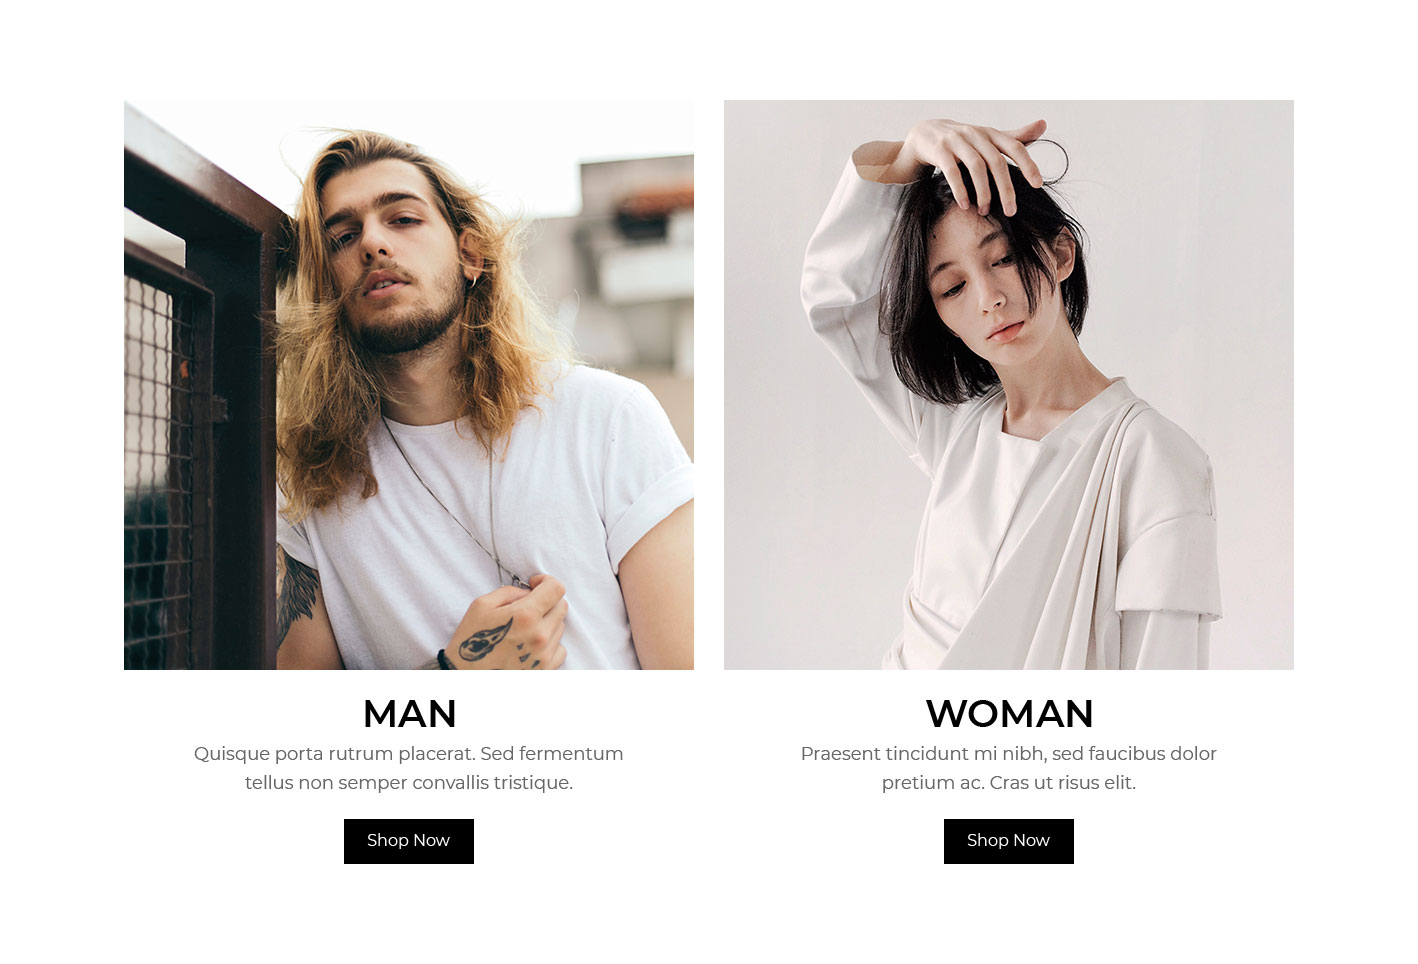 MAN
Quisque porta rutrum placerat. Sed fermentum
tellus non semper convallis tristique.
Shop Now
WOMAN
Praesent tincidunt mi nibh, sed faucibus dolor
pretium ac. Cras ut risus elit.
Shop Now